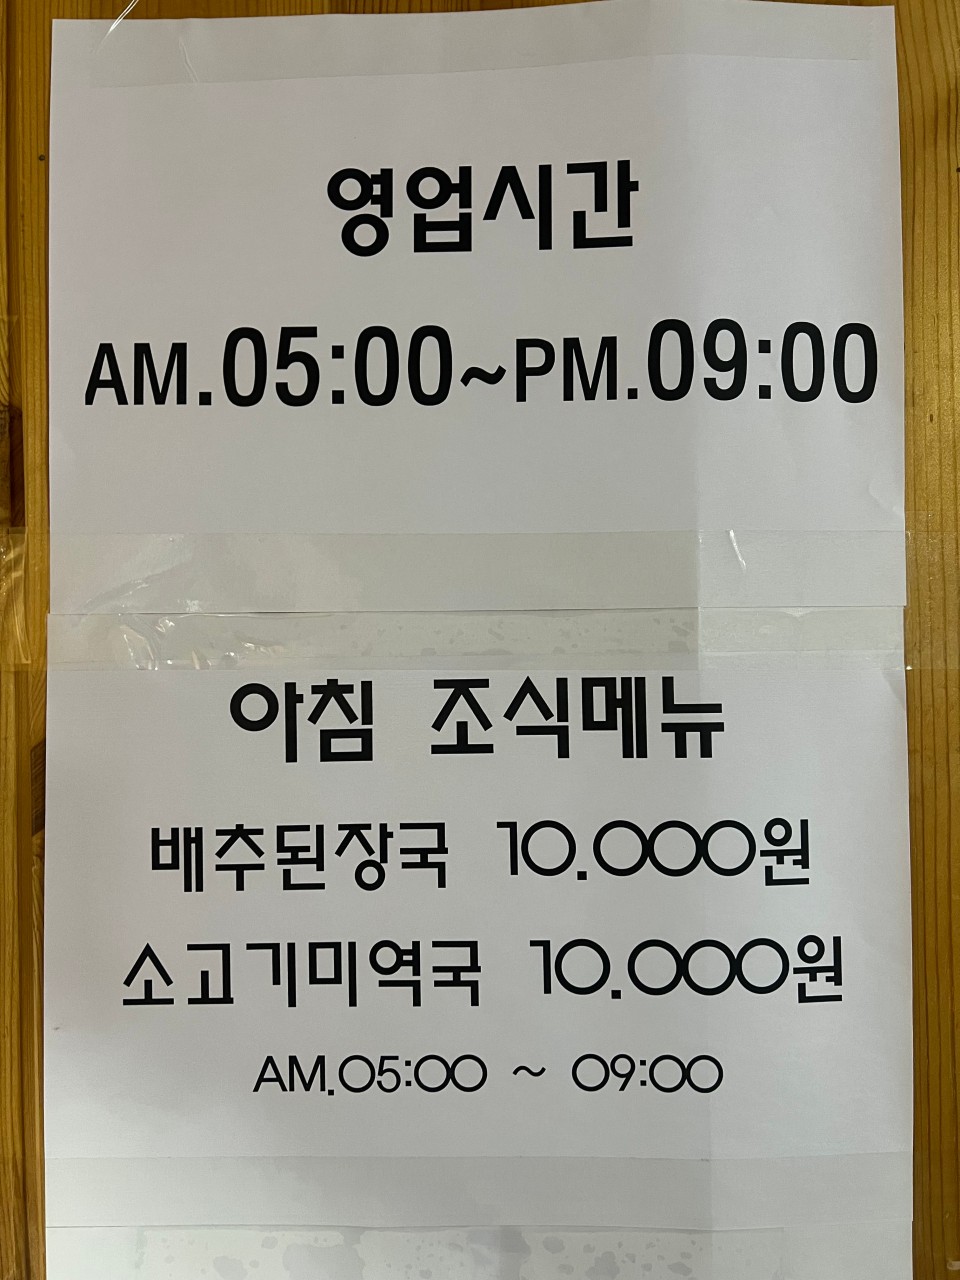 영업시간
AM.05:00~PM.09:00
아침 조식메뉴
배추된장국 10.000원
소고기미역국 10.000원
AM.05:00 ~ 09:00